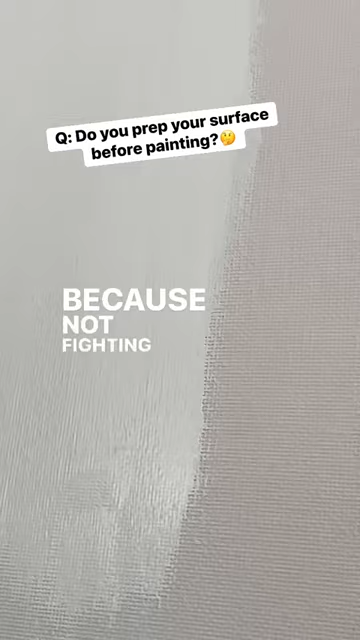 Q: Do you prep your surface
before painting?🤔
BECAUSE
NOT
FIGHTING